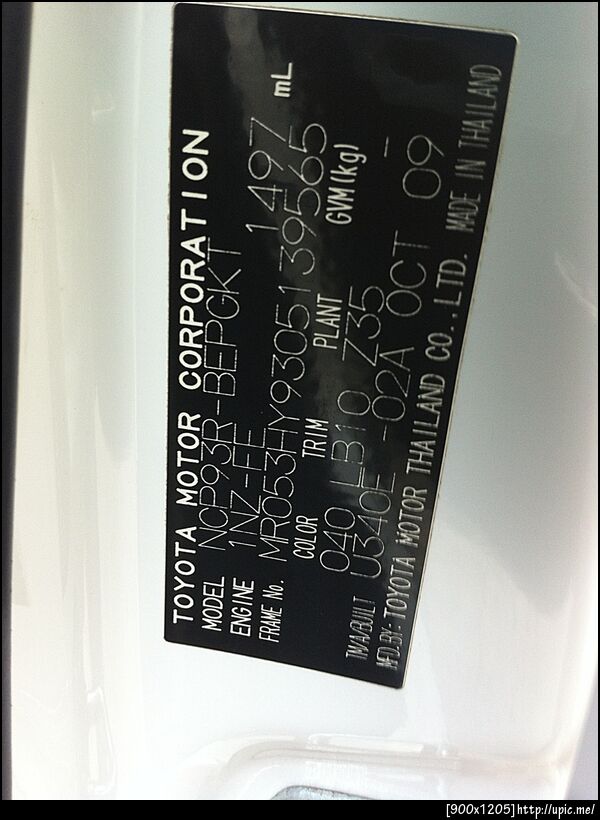 TOYOTA MOTOR CORPORATION
MODEL NCP93R-BEPGKT
ENGINE 1NZ-FE 1497 mL
FRAME No. MR053HY9305139565
COLOR TRIM PLANT GVM(kg)
040 LB10 Z35 -
TM/A/BUILT U340E -02A OCT 09
MFD.BY: TOYOTA MOTOR THAILAND CO.,LTD. MADE IN THAILAND
[900x1205]http://upic.me/